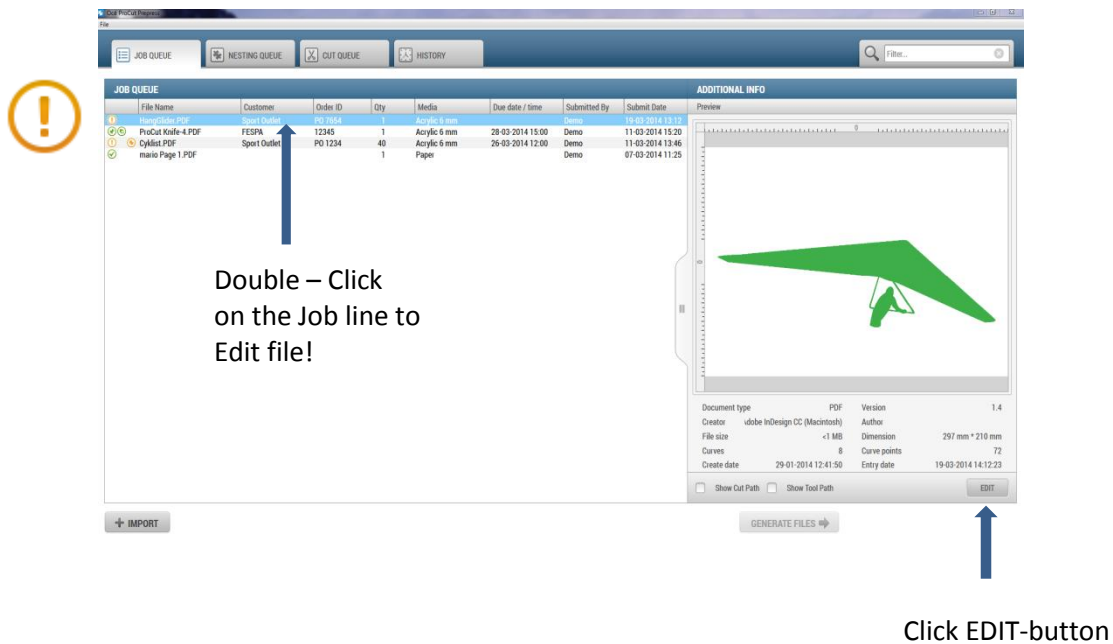 File
JOB QUEUE NESTING QUEUE CUT QUEUE HISTORY Filter...
JOB QUEUE
File Name Customer Order ID Qty Media Due date / time Submitted By Submit Date
HangGlider.PDF Sport Outlet PO 7654 1 Acrylic 6 mm Demo 19-03-2014 13:12
ProCut Knife-4.PDF FESPA 12345 1 Acrylic 6 mm 28-03-2014 15:00 Demo 11-03-2014 15:20
Cyklist.PDF Sport Outlet PO 1234 40 Acrylic 6 mm 26-03-2014 12:00 Demo 11-03-2014 13:46
mario Page 1.PDF 1 Paper Demo 07-03-2014 11:25
Double – Click
on the Job line to
Edit file!
ADDITIONAL INFO
Preview
0
0
Document type PDF Version 1.4
Creator \dobe InDesign CC (Macintosh) Author
File size <1 MB Dimension 297 mm * 210 mm
Curves 8 Curve points 72
Create date 29-01-2014 12:41:50 Entry date 19-03-2014 14:12:23
Show Cut Path Show Tool Path EDIT
+ IMPORT GENERATE FILES
Click EDIT-button